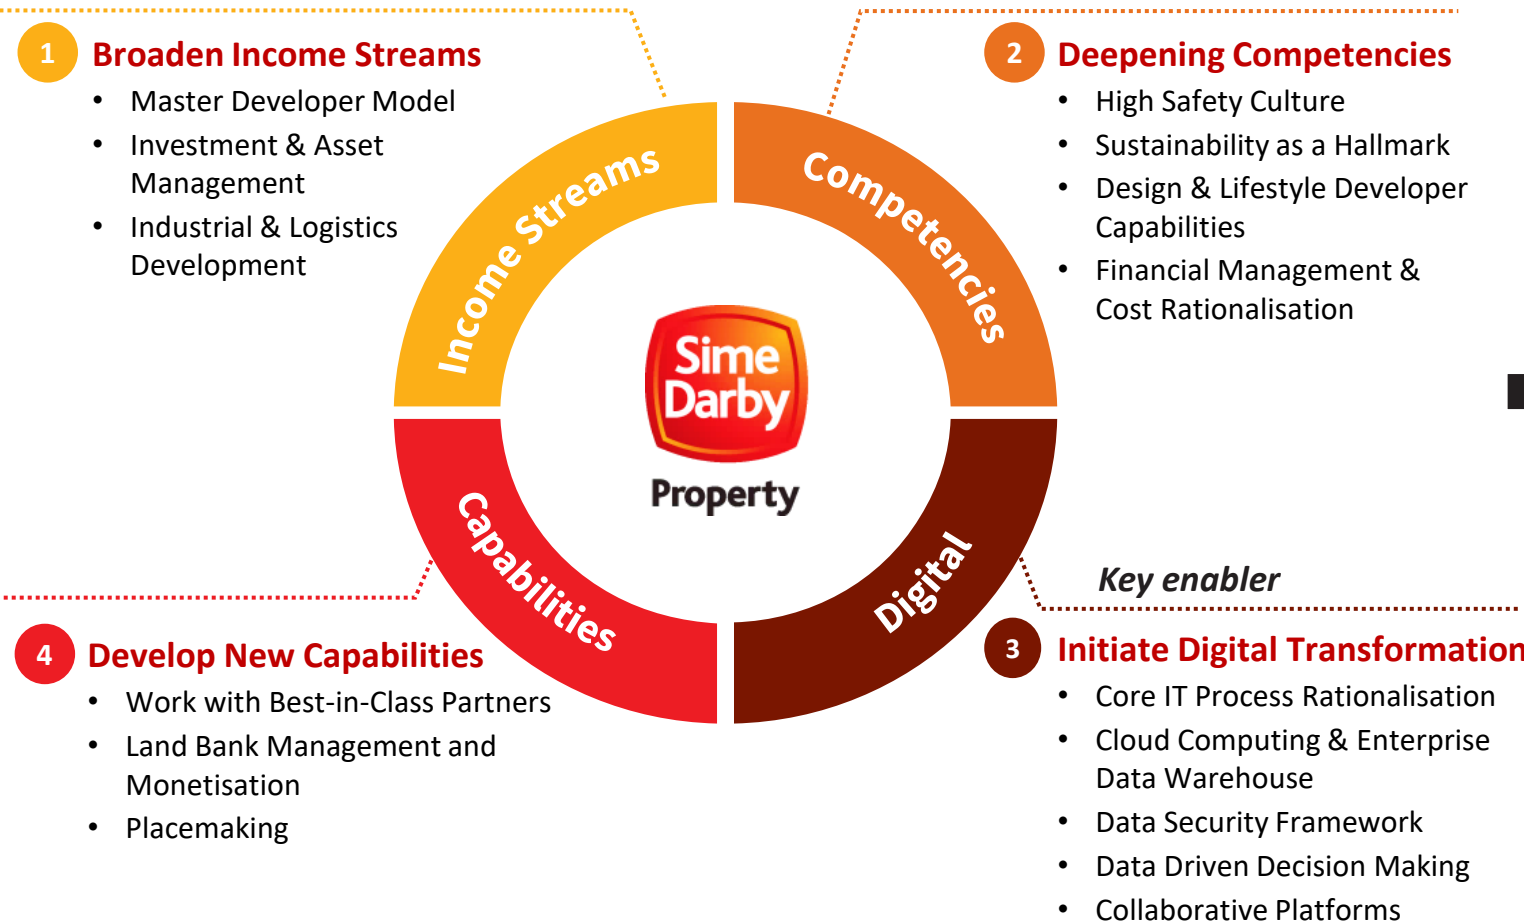 1
Broaden Income Streams
• Master Developer Model
• Investment & Asset
Management
• Industrial & Logistics
Development
2
Deepening Competencies
• High Safety Culture
• Sustainability as a Hallmark
• Design & Lifestyle Developer
Capabilities
• Financial Management &
Cost Rationalisation
Income Streams
Competencies
Sime
Darby
Property
Capabilities
Digital
Key enabler
4
Develop New Capabilities
• Work with Best-in-Class Partners
• Land Bank Management and
Monetisation
• Placemaking
3
Initiate Digital Transformation
• Core IT Process Rationalisation
• Cloud Computing & Enterprise
Data Warehouse
• Data Security Framework
• Data Driven Decision Making
• Collaborative Platforms